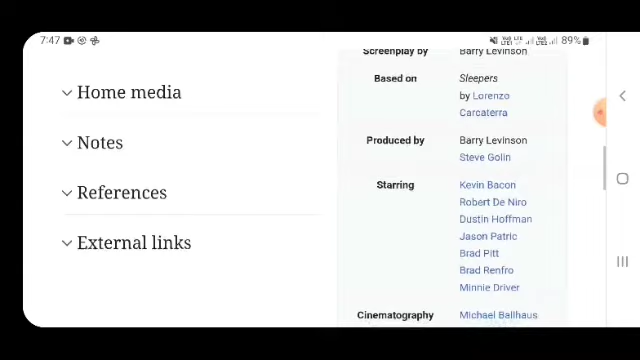 7:47
89%
Screenplay by Barry Levinson
Home media
Based on Sleepers
by Lorenzo
Carcaterra
Notes
Produced by Barry Levinson
Steve Golin
References
Starring Kevin Bacon
Robert De Niro
Dustin Hoffman
External links
Jason Patric
Brad Pitt
Brad Renfro
Minnie Driver
Cinematography Michael Ballhaus